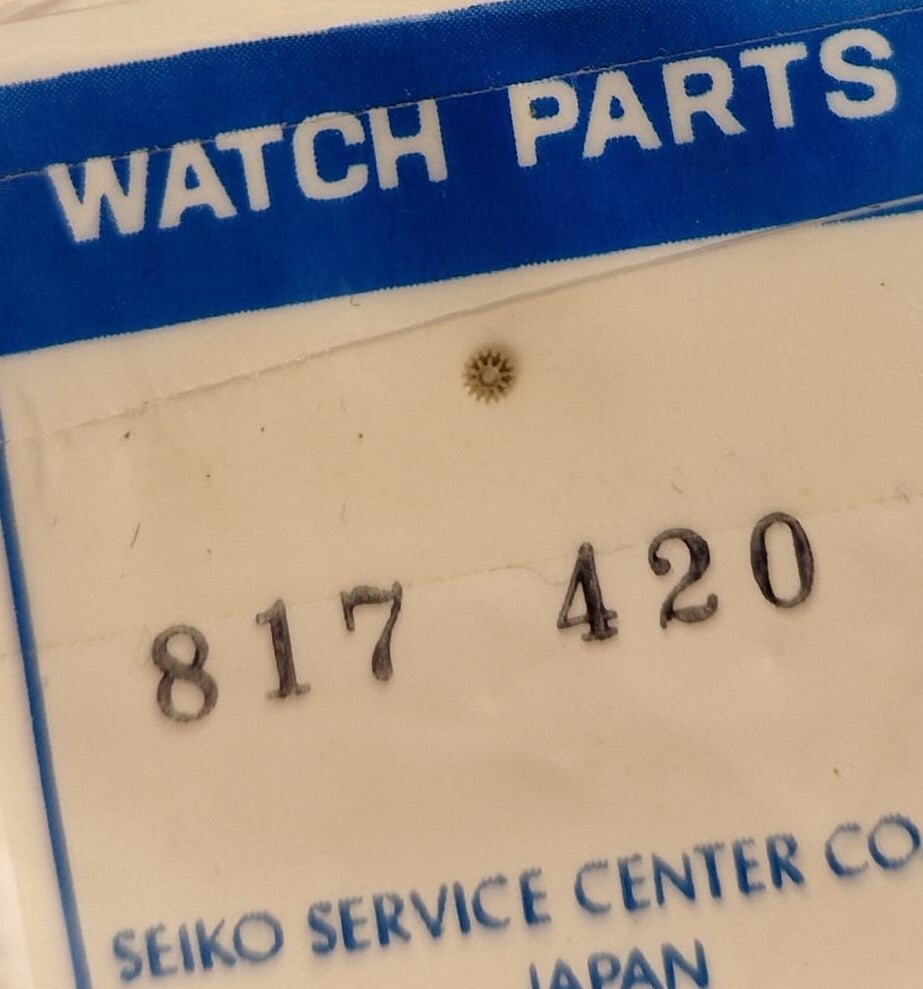 WATCH PARTS
817 420
SEIKO SERVICE CENTER CO
JAPAN